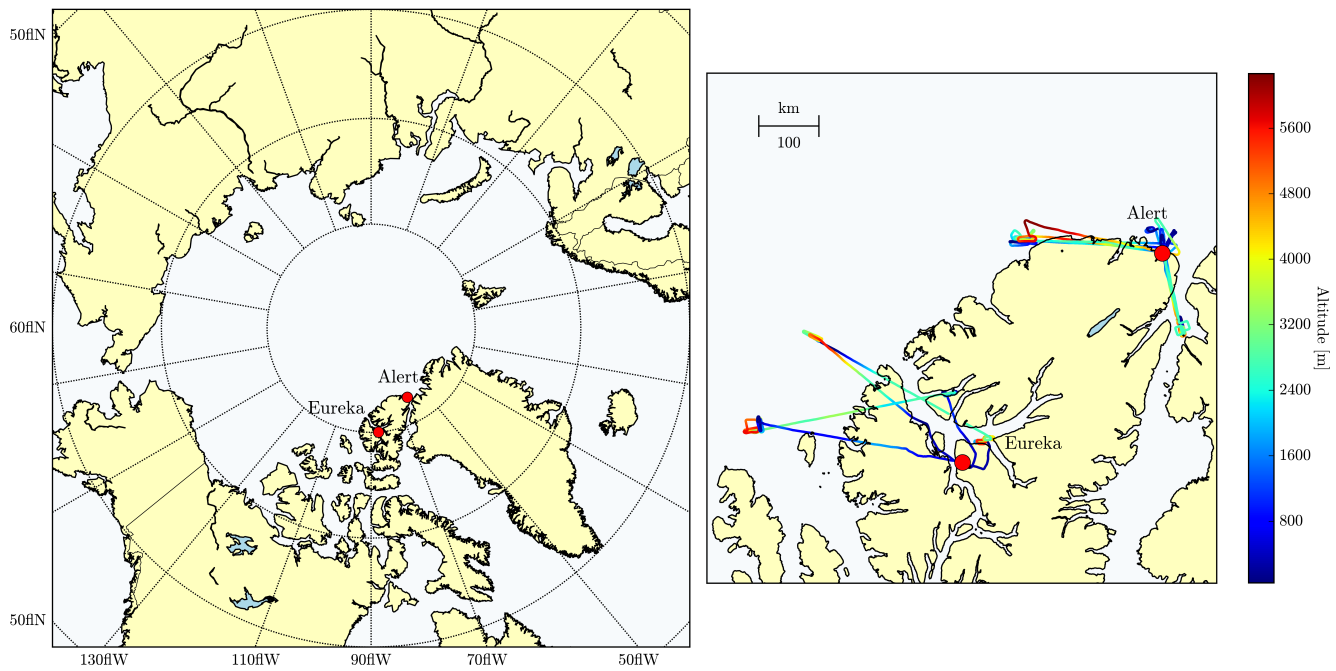 50flN
60flN
50flN
130flW
110flW
90flW
70flW
50flW
Alert
Eureka
km
100
Alert
Eureka
5600
4800
4000
3200
2400
1600
800
Altitude [m]